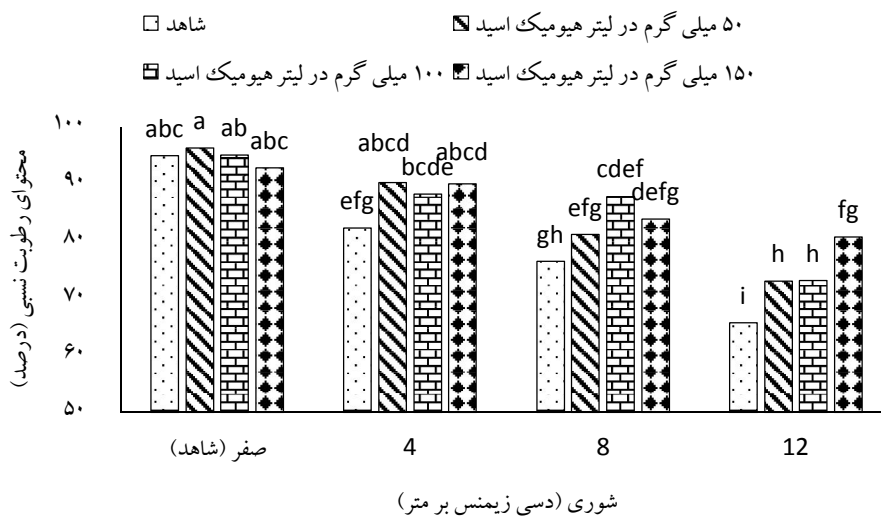 شاهد
۵۰ میلی گرم در لیتر هیومیک اسید
۱۰۰ میلی گرم در لیتر هیومیک اسید
۱۵۰ میلی گرم در لیتر هیومیک اسید
محتوای رطوبت نسبی (درصد)
۱۰۰
۹۰
۸۰
۷۰
۶۰
۵۰
abc a ab abc
efg abcd bcde abcd
gh efg cdef defg
i h h fg
صفر (شاهد) 4 8 12
شوری (دسی زیمنس بر متر)